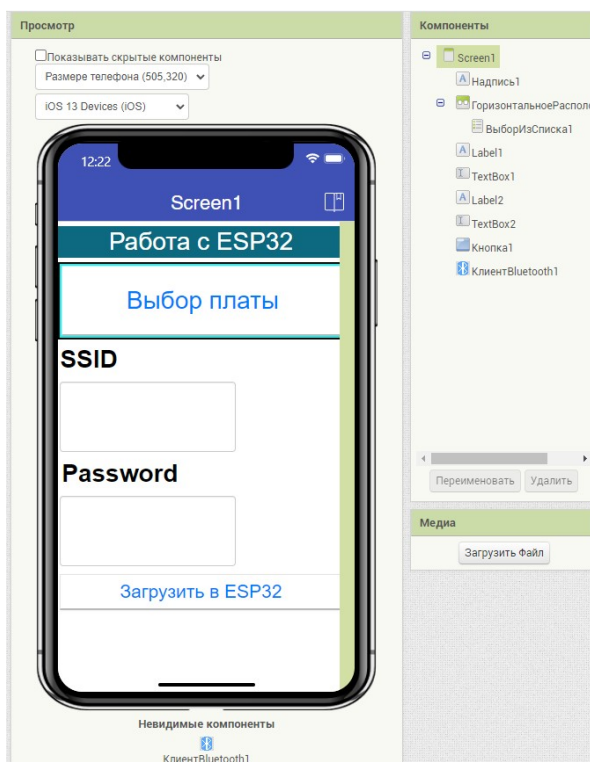 Просмотр
Показывать скрытые компоненты
Размере телефона (505,320)
iOS 13 Devices (iOS)
12:22
Screen1
Работа с ESP32
Выбор платы
SSID
Password
Загрузить в ESP32
Невидимые компоненты
КлиентBluetooth1
Компоненты
Screen1
Надпись1
ГоризонтальноеРасполо
ВыборИзСписка1
Label1
TextBox1
Label2
TextBox2
Кнопка1
КлиентBluetooth1
Переименовать
Удалить
Медиа
Загрузить Файл